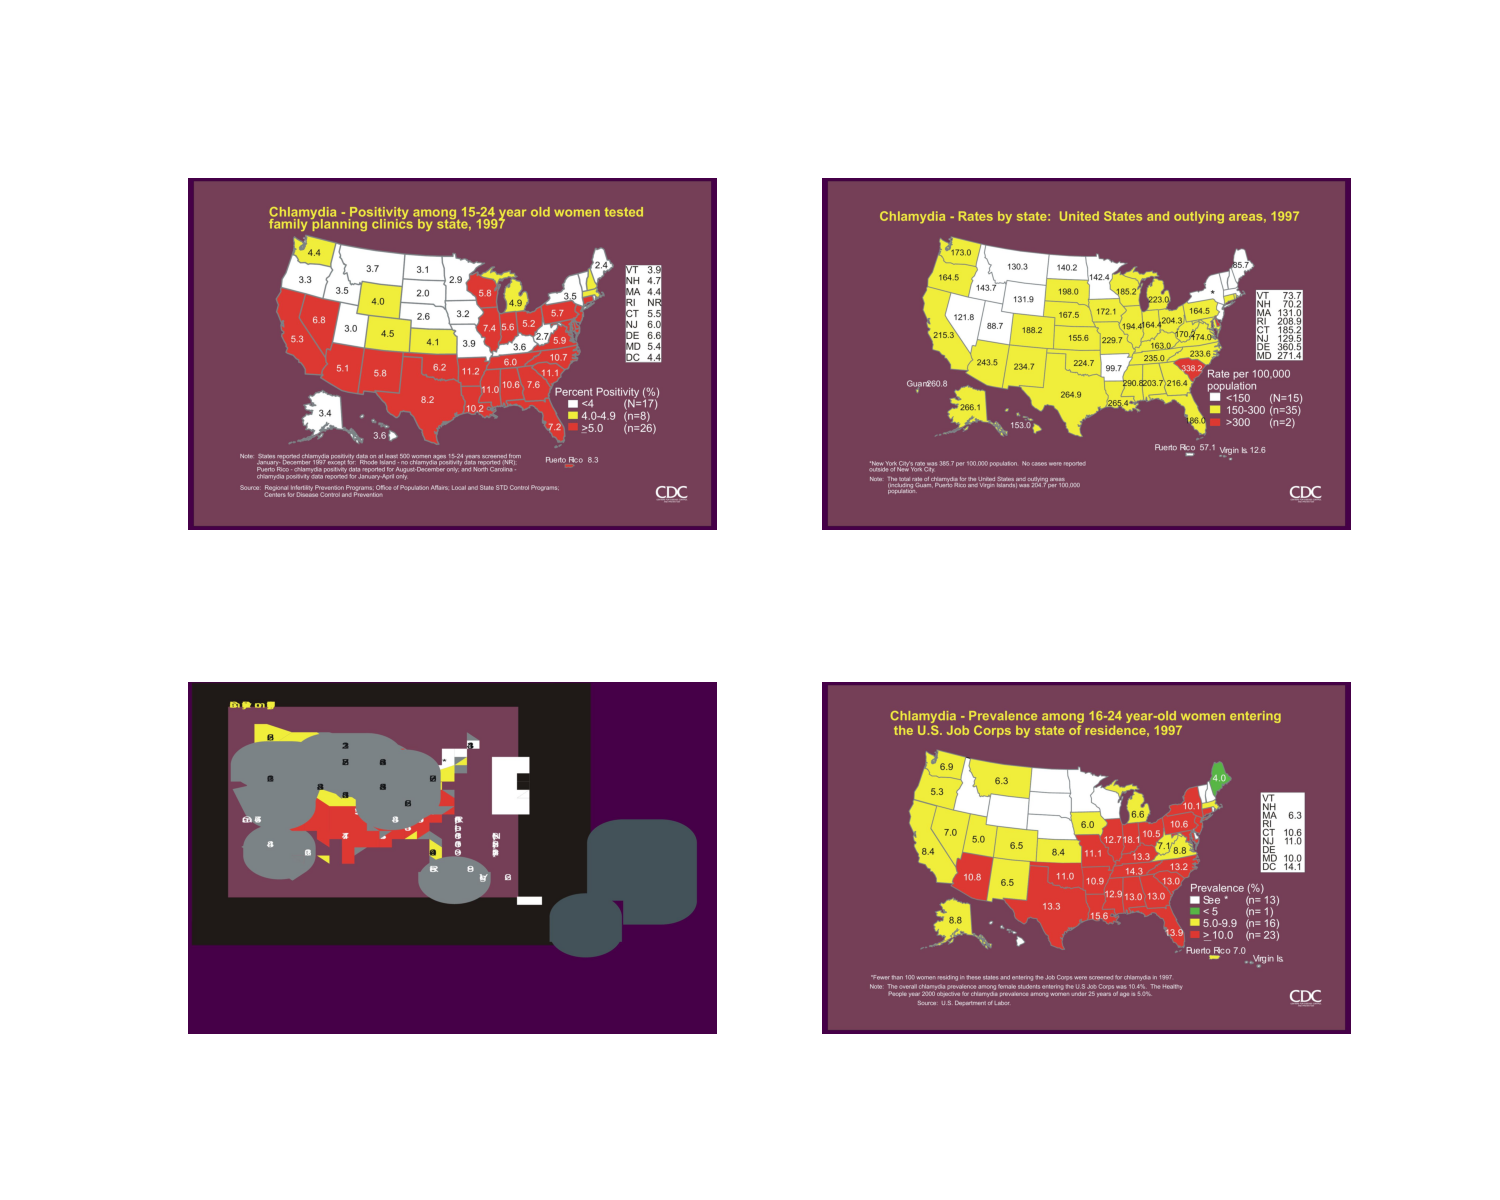 Chlamydia - Positivity among 15-24 year old women tested
family planning clinics by state, 1997
4.4
3.3
3.5
3.7
3.1
2.9
2.0
4.0
2.6
3.2
6.8
3.0
4.5
4.1
3.9
5.3
5.1
5.8
6.2
11.2
8.2
10.2
11.0
10.6
7.6
11.1
10.7
6.0
3.6
7.4
5.6
5.2
2.7
5.9
5.7
5.8
4.9
3.5
2.4
7.2
3.4
3.6
VT 3.9
NH 4.7
MA 4.4
RI NR
CT 5.5
NJ 6.0
DE 6.6
MD 5.4
DC 4.4
Percent Positivity (%)
<4 (N=17)
4.0-4.9 (n=8)
>5.0 (n=26)
Puerto Rico 8.3
Note: States reported chlamydia positivity data on at least 500 women ages 15-24 years screened from
January- December 1997 except for: Rhode Island - no chlamydia positivity data reported (NR);
Puerto Rico - chlamydia positivity data reported for August-December only; and North Carolina -
chlamydia positivity data reported for January-April only.
Source: Regional Infertility Prevention Programs; Office of Population Affairs; Local and State STD Control Programs;
Centers for Disease Control and Prevention
CDC
Chlamydia - Rates by state: United States and outlying areas, 1997
173.0
164.5
143.7
130.3
140.2
142.4
198.0
131.9
167.5
172.1
185.2
223.0
121.8
88.7
188.2
155.6
229.7
194.4
164.4
204.3
164.5
170.2
174.0
163.0
215.3
243.5
234.7
224.7
99.7
235.0
233.6
338.2
264.9
265.4
290.8
203.7
216.4
186.0
85.7
*
266.1
153.0
Guam 260.8
VT 73.7
NH 70.2
MA 131.0
RI 208.9
CT 185.2
NJ 129.5
DE 360.5
MD 271.4
Rate per 100,000
population
<150 (N=15)
150-300 (n=35)
>300 (n=2)
Puerto Rico 57.1 Virgin Is. 12.6
*New York City's rate was 385.7 per 100,000 population. No cases were reported
outside of New York City.
Note: The total rate of chlamydia for the United States and outlying areas
(including Guam, Puerto Rico and Virgin Islands) was 204.7 per 100,000
population.
CDC
Chlamydia - Prevalence among 16-24 year-old women entering
the U.S. Job Corps by state of residence, 1997
6.9
5.3
6.3
6.0
6.6
4.0
10.1
10.6
7.0
5.0
6.5
8.4
11.1
12.7
18.1
10.5
7.1
8.8
13.3
8.4
10.8
6.5
11.0
10.9
14.3
13.2
13.0
13.3
15.6
12.9
13.0
13.0
13.9
8.8
VT
NH
MA 6.3
RI
CT 10.6
NJ 11.0
DE
MD 10.0
DC 14.1
Prevalence (%)
See * (n= 13)
< 5 (n= 1)
5.0-9.9 (n= 16)
> 10.0 (n= 23)
Puerto Rico 7.0
Virgin Is.
*Fewer than 100 women residing in these states and entering the Job Corps were screened for chlamydia in 1997.
Note: The overall chlamydia prevalence among female students entering the U.S Job Corps was 10.4%. The Healthy
People year 2000 objective for chlamydia prevalence among women under 25 years of age is 5.0%.
Source: U.S. Department of Labor.
CDC